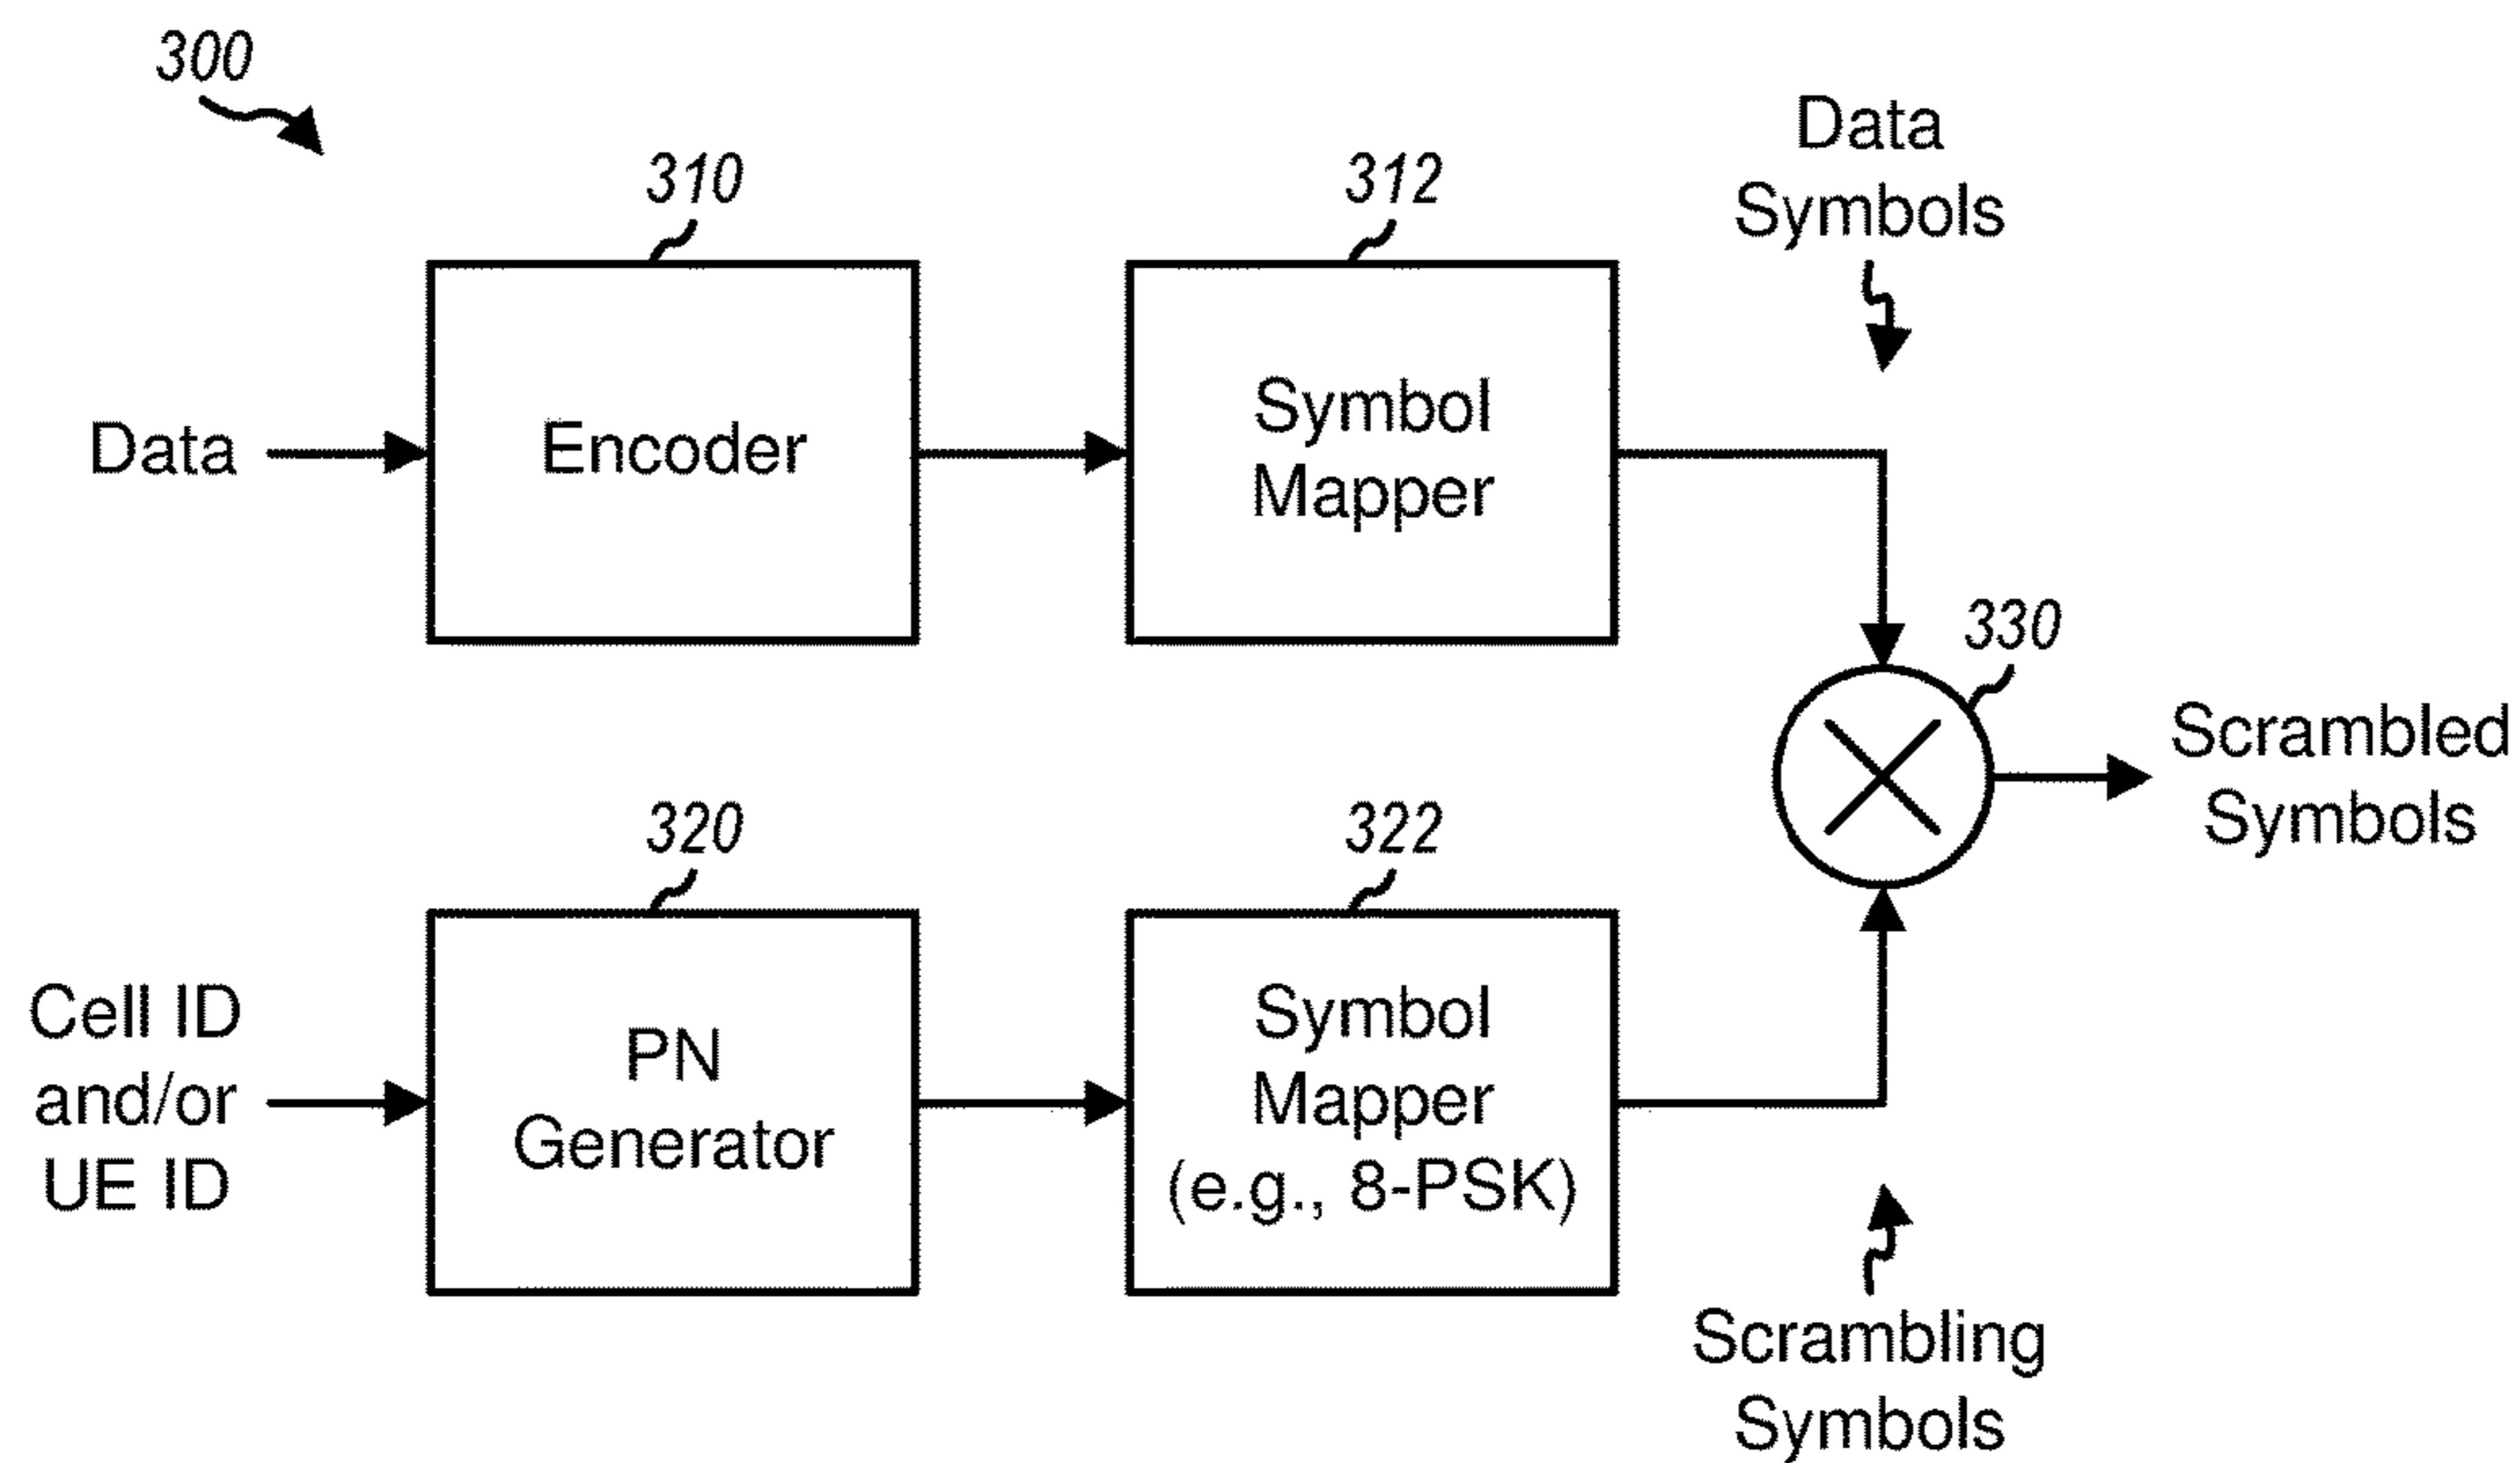 300
310
312
Data
Symbols
Data
Encoder
Symbol
Mapper
330
Scrambled
Symbols
320
322
Cell ID
and/or
UE ID
PN
Generator
Symbol
Mapper
(e.g., 8-PSK)
Scrambling
Symbols